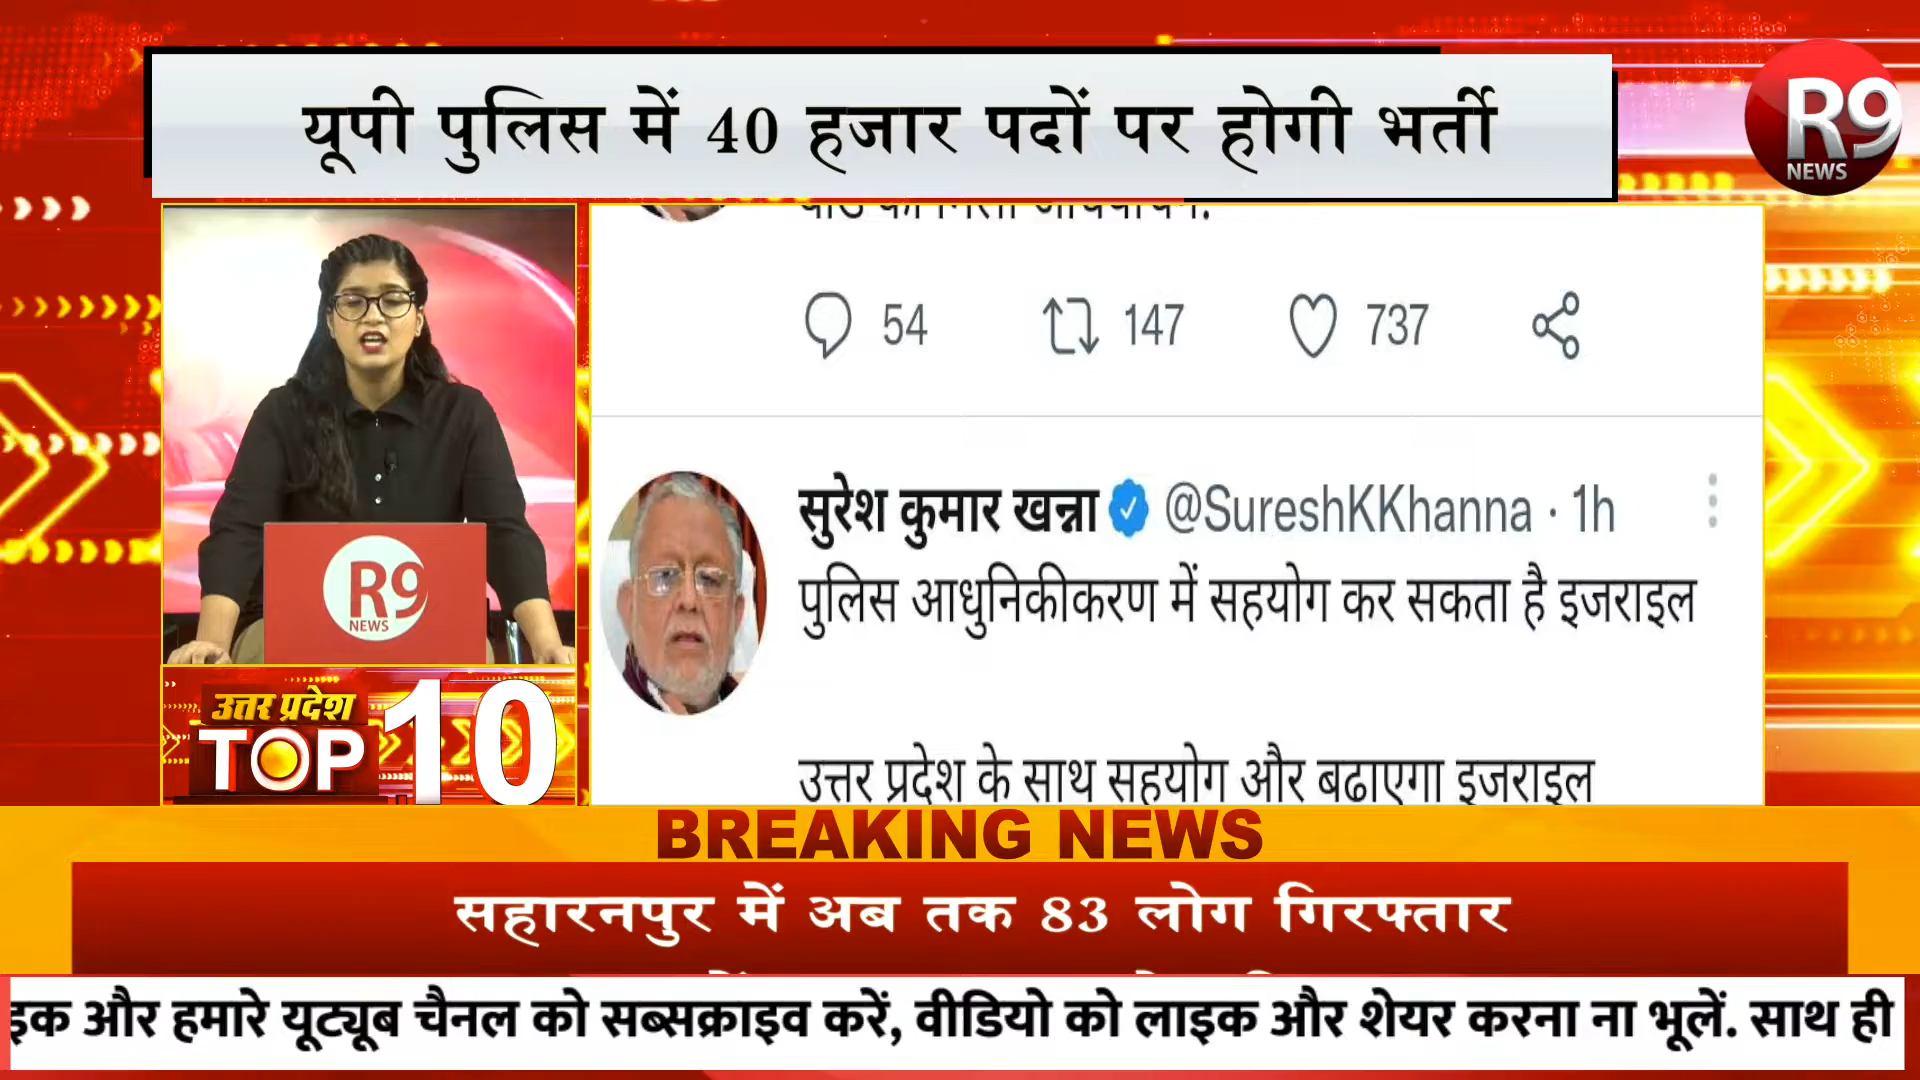 यूपी पुलिस में 40 हजार पदों पर होगी भर्ती
R9
NEWS
54 147 737
सुरेश कुमार खन्ना @SureshKKhanna · 1h
पुलिस आधुनिकीकरण में सहयोग कर सकता है इजराइल
उत्तर प्रदेश के साथ सहयोग और बढाएगा इजराइल
R9
NEWS
उत्तर प्रदेश
TOP 10
BREAKING NEWS
सहारनपुर में अब तक 83 लोग गिरफ्तार
इक और हमारे यूट्यूब चैनल को सब्सक्राइव करें, वीडियो को लाइक और शेयर करना ना भूलें. साथ ही